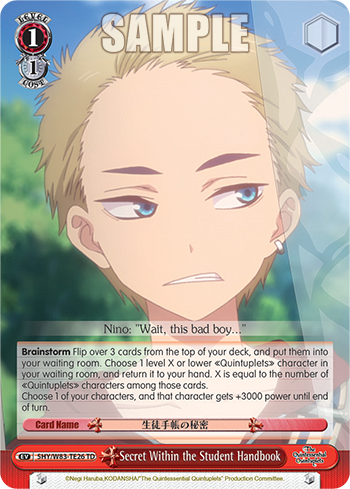 LEVEL
1
1
COST
SAMPLE
Nino: "Wait, this bad boy..."
Brainstorm Flip over 3 cards from the top of your deck, and put them into
your waiting room. Choose 1 level X or lower «Quintuplets» character in
your waiting room, and return it to your hand. X is equal to the number of
«Quintuplets» characters among those cards.
Choose 1 of your characters, and that character gets +3000 power until end
of turn.
Card Name 生徒手帳の秘密
EV 5HY/W83-TE26 TD Secret Within the Student Handbook
The
Quintessential
Quintuplets
©Negi Haruba,KODANSHA/"The Quintessential Quintuplets" Production Committee.